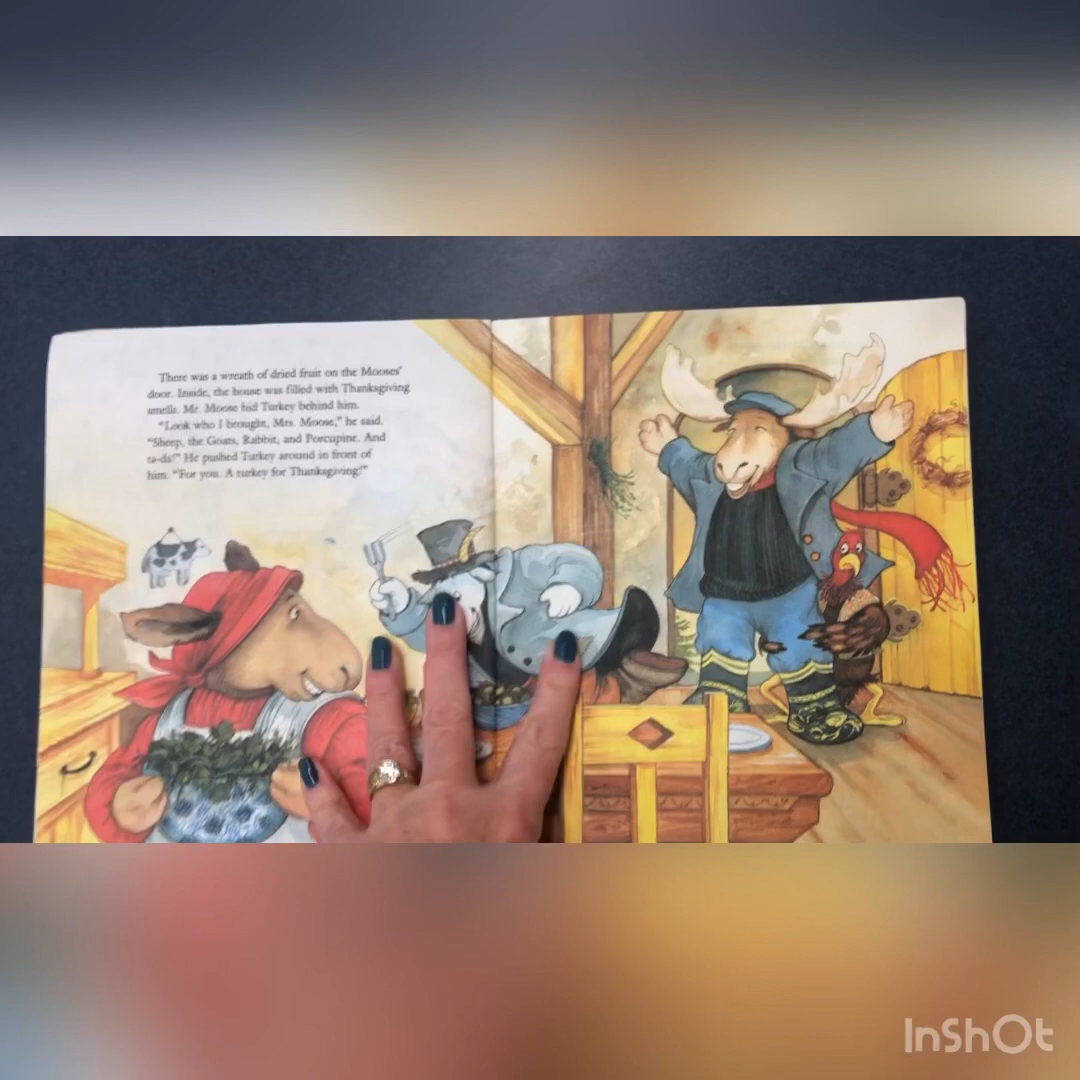 There was a wreath of dried fruit on the Mooses'
door. Inside, the house was filled with Thanksgiving
smells. Mr. Moose hid Turkey behind him.
"Look who I brought, Mrs. Moose," he said.
"Sheep, the Goats, Rabbit, and Porcupine. And
ta-da!" He pushed Turkey around in front of
him. "For you. A turkey for Thanksgiving!"
InShOt